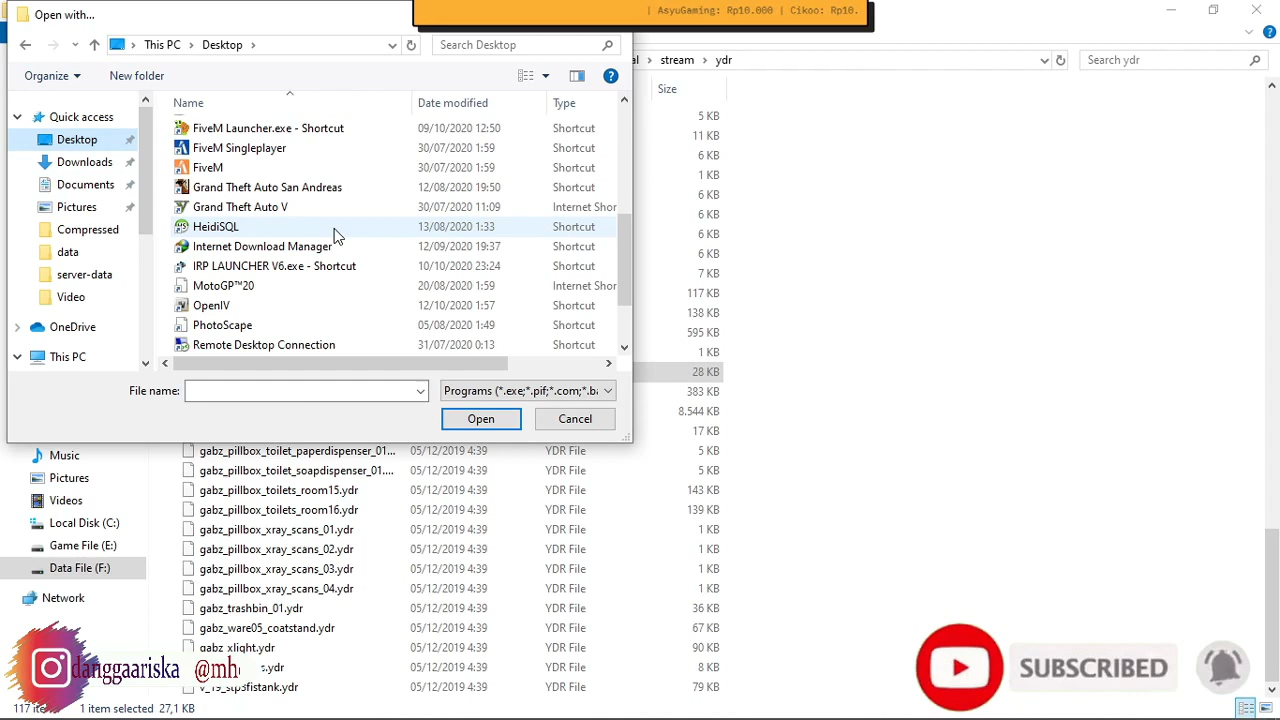 Open with...
| AsyuGaming: Rp10.000 | Cikoo: Rp10.
This PC > Desktop >
Search Desktop
al > stream > ydr
Search ydr
Organize
New folder
Name
Date modified
Type
Size
Quick access
Desktop
Downloads
Documents
Pictures
Compressed
data
server-data
Video
OneDrive
This PC
FiveM Launcher.exe - Shortcut 09/10/2020 12:50 Shortcut
FiveM Singleplayer 30/07/2020 1:59 Shortcut
FiveM 30/07/2020 1:59 Shortcut
Grand Theft Auto San Andreas 12/08/2020 19:50 Shortcut
Grand Theft Auto V 30/07/2020 11:09 Internet Shor
HeidiSQL 13/08/2020 1:33 Shortcut
Internet Download Manager 12/09/2020 19:37 Shortcut
IRP LAUNCHER V6.exe - Shortcut 10/10/2020 23:24 Shortcut
MotoGP™20 20/08/2020 1:59 Internet Shor
OpenIV 12/10/2020 1:57 Shortcut
PhotoScape 05/08/2020 1:49 Shortcut
Remote Desktop Connection 31/07/2020 0:13 Shortcut
5 KB
11 KB
6 KB
1 KB
6 KB
6 KB
6 KB
6 KB
7 KB
117 KB
138 KB
595 KB
1 KB
28 KB
383 KB
8.544 KB
17 KB
File name:
Programs (*.exe;*.pif;*.com;*.ba
Open
Cancel
Music
Pictures
Videos
Local Disk (C:)
Game File (E:)
Data File (F:)
Network
gabz_pillbox_toilet_paperdispenser_01... 05/12/2019 4:39 YDR File 5 KB
gabz_pillbox_toilet_soapdispenser_01.... 05/12/2019 4:39 YDR File 5 KB
gabz_pillbox_toilets_room15.ydr 05/12/2019 4:39 YDR File 143 KB
gabz_pillbox_toilets_room16.ydr 05/12/2019 4:39 YDR File 139 KB
gabz_pillbox_xray_scans_01.ydr 05/12/2019 4:39 YDR File 1 KB
gabz_pillbox_xray_scans_02.ydr 05/12/2019 4:39 YDR File 1 KB
gabz_pillbox_xray_scans_03.ydr 05/12/2019 4:39 YDR File 1 KB
gabz_pillbox_xray_scans_04.ydr 05/12/2019 4:39 YDR File 1 KB
gabz_trashbin_01.ydr 05/12/2019 4:39 YDR File 36 KB
gabz_ware05_coatstand.ydr 05/12/2019 4:39 YDR File 67 KB
gabz_xlight.ydr 05/12/2019 4:39 YDR File 90 KB
s.ydr 05/12/2019 4:39 YDR File 8 KB
v_19_stp3fistank.ydr 05/12/2019 4:39 YDR File 79 KB
danggaariska @mh
SUBSCRIBED
117 items 1 item selected 27,1 KB